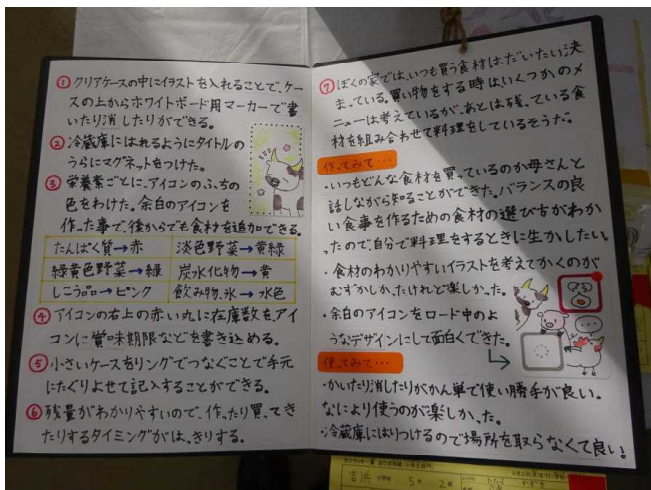 ① クリアケースの中にイラストを入れることで、ケー
スの上からホワイトボード用マーカーで書
いたり消したりができる。
② 冷蔵庫にはれるようにタイトルの
うらにマグネットをつけた。
③ 栄養素ごとに、アイコンのふちの
色をわけた。余白のアイコンを
作った事で、後からでも食材を追加できる。
たんぱく質→赤 淡色野菜→黄緑
緑黄色野菜→緑 炭水化物→黄
しこう品→ピンク 飲み物、氷→水色
④ アイコンの右上の赤い丸に在庫数を、アイ
コンに賞味期限などを書き込める。
⑤ 小さいケースをリングでつなぐことで手元
にたぐりよせて記入することができる。
⑥ 残量がわかりやすいので、作ったり買ってき
たりするタイミングがはっきりする。
⑦ ぼくの家では、いつも買う食材はだいたい決
まっている。買い物をする時は、いくつかのメ
ニューは考えているが、あとは残っている食
材を組み合わせて料理をしているそうだ。
作ってみて…
・いつもどんな食材を買っているのか母さんと
話しながら知ることができた。バランスの良
い食事を作るための食材の選び方がわか
ったので自分で料理をするときに生かしたい。
・食材のわかりやすいイラストを考えてかくのが
むずかしかったけれど楽しかった。
・余白のアイコンをロード中のよ
うなデザインにして面白くできた。
使ってみて…
・かいたり消したりがかん単で使い勝手が良い。
なにより使うのが楽しかった。
・冷蔵庫にはりつけるので場所を取らなくて良い!